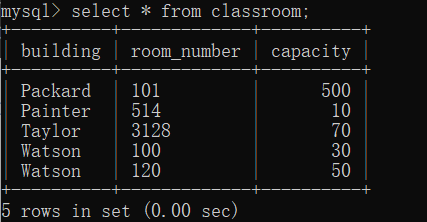 mysql> select * from classroom;
+----------+-------------+----------+
| building | room_number | capacity |
+----------+-------------+----------+
| Packard  | 101         |      500 |
| Painter  | 514         |       10 |
| Taylor   | 3128        |       70 |
| Watson   | 100         |       30 |
| Watson   | 120         |       50 |
+----------+-------------+----------+
5 rows in set (0.00 sec)